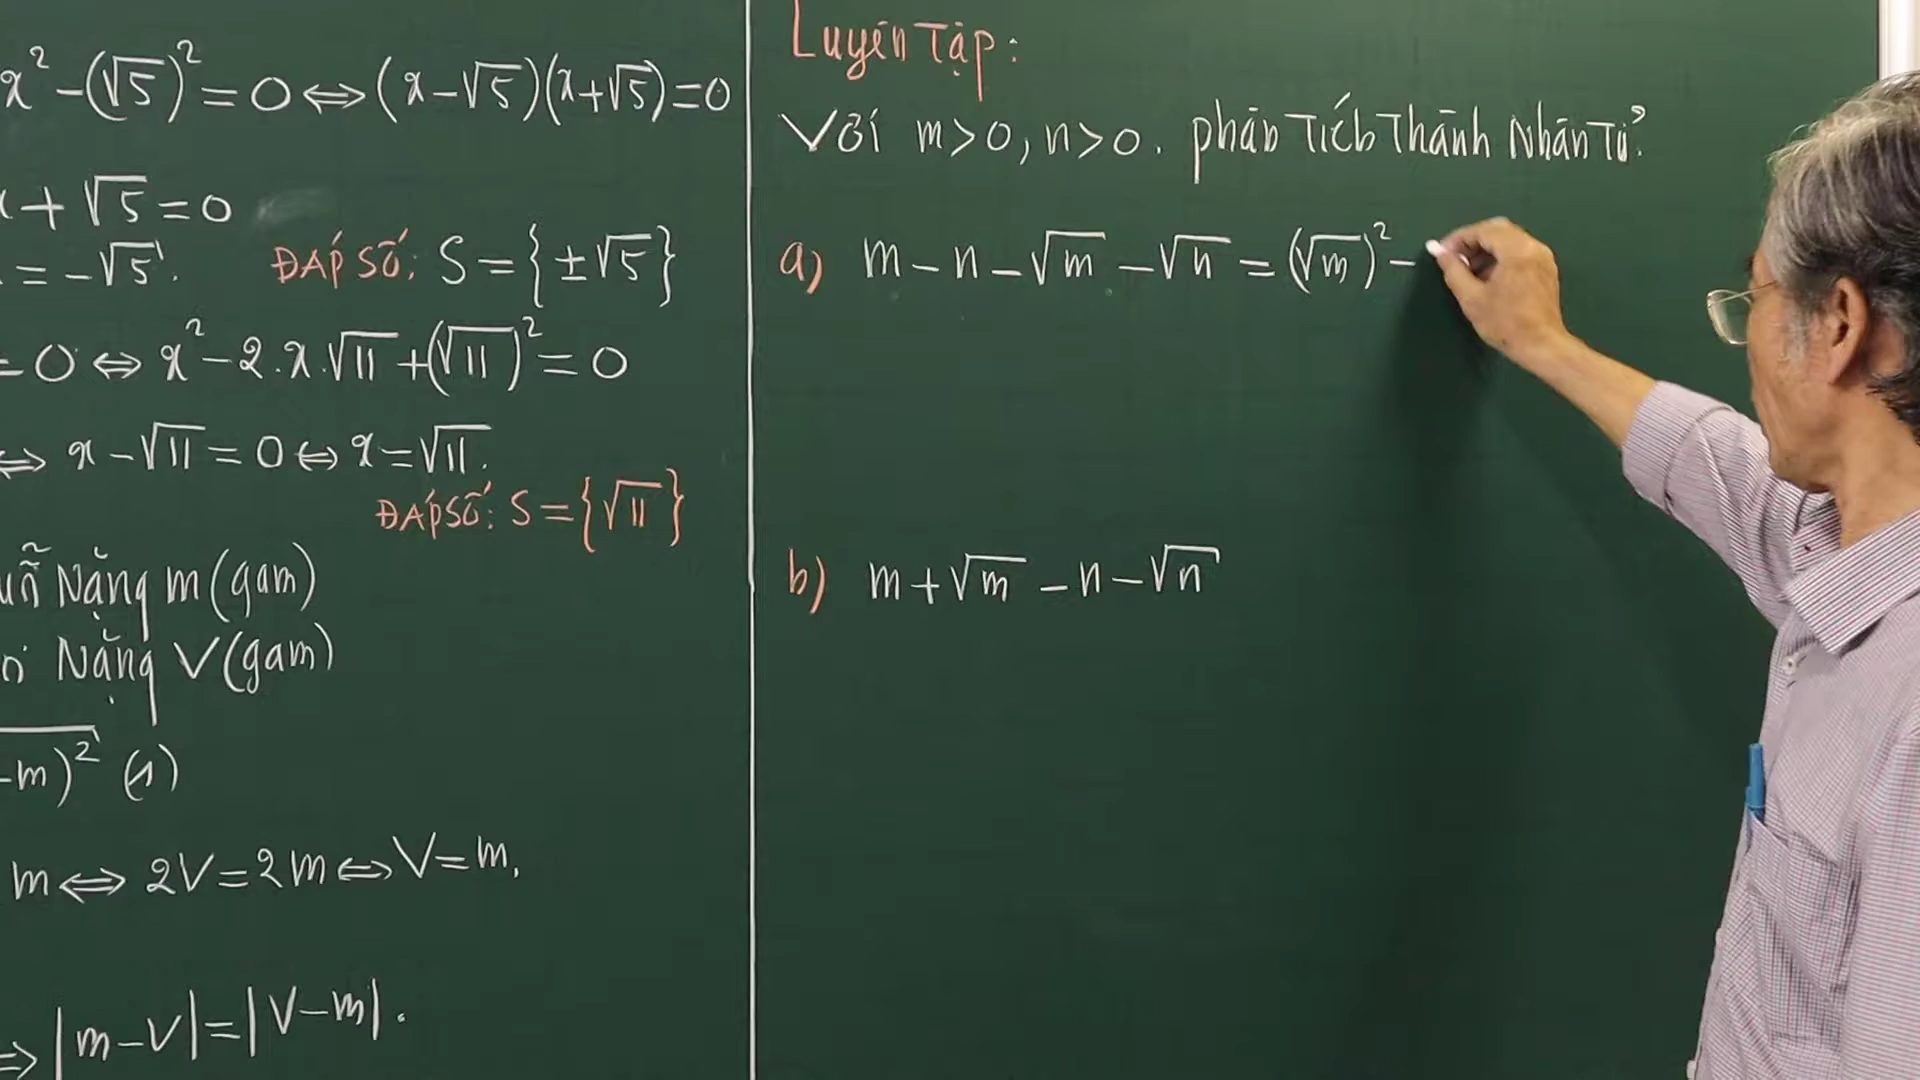 x² - (√5)² = 0 ⇔ (x - √5)(x + √5) = 0
x + √5 = 0
= -√5.
ĐÁP SỐ: S = {±√5}
= 0 ⇔ x² - 2.x.√11 + (√11)² = 0
⇔ x - √11 = 0 ⇔ x = √11.
ĐÁP SỐ: S = {√11}
Nặng m (gam)
Nặng V (gam)
-m)² (1)
m ⇔ 2V = 2m ⇔ V = m.
⇒ |m - V| = |V - m|.
Luyện Tập:
Với m > 0, n > 0. phân Tích Thành Nhân Tử?
a) m - n - √m - √n = (√m)² -
b) m + √m - n - √n